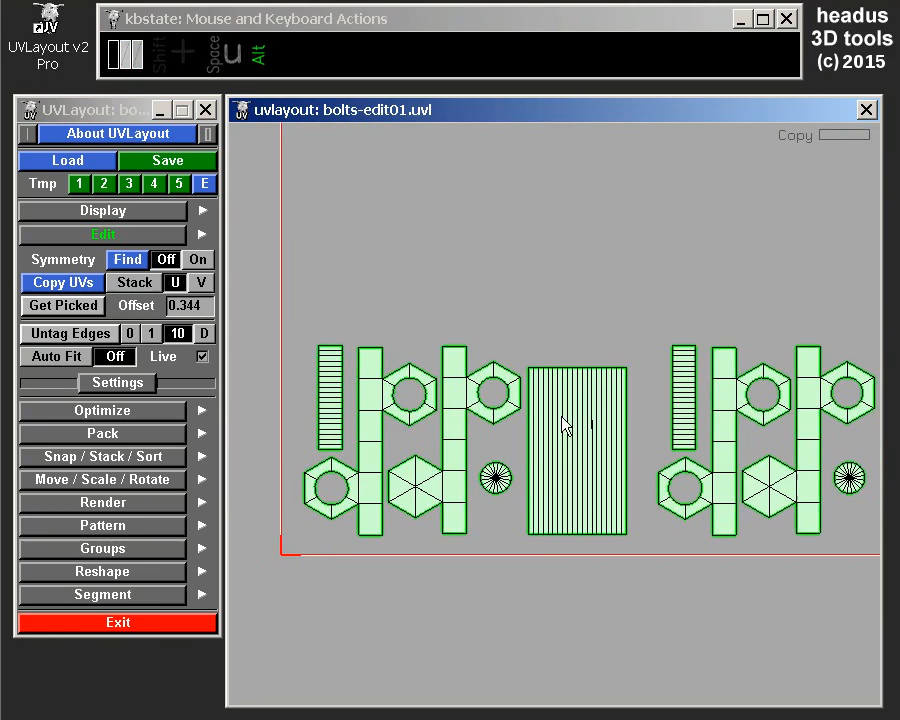 UV
UVLayout v2
Pro
kbstate: Mouse and Keyboard Actions
Shift
+
Space
u
Alt
headus
3D tools
(c) 2015
UVLayout: bo...
About UVLayout
Load
Save
Tmp 1 2 3 4 5 E
Display
Edit
Symmetry Find Off On
Copy UVs Stack U V
Get Picked Offset 0.344
Untag Edges 0 1 10 D
Auto Fit Off Live
Settings
Optimize
Pack
Snap / Stack / Sort
Move / Scale / Rotate
Render
Pattern
Groups
Reshape
Segment
Exit
uvlayout: bolts-edit01.uvl
Copy